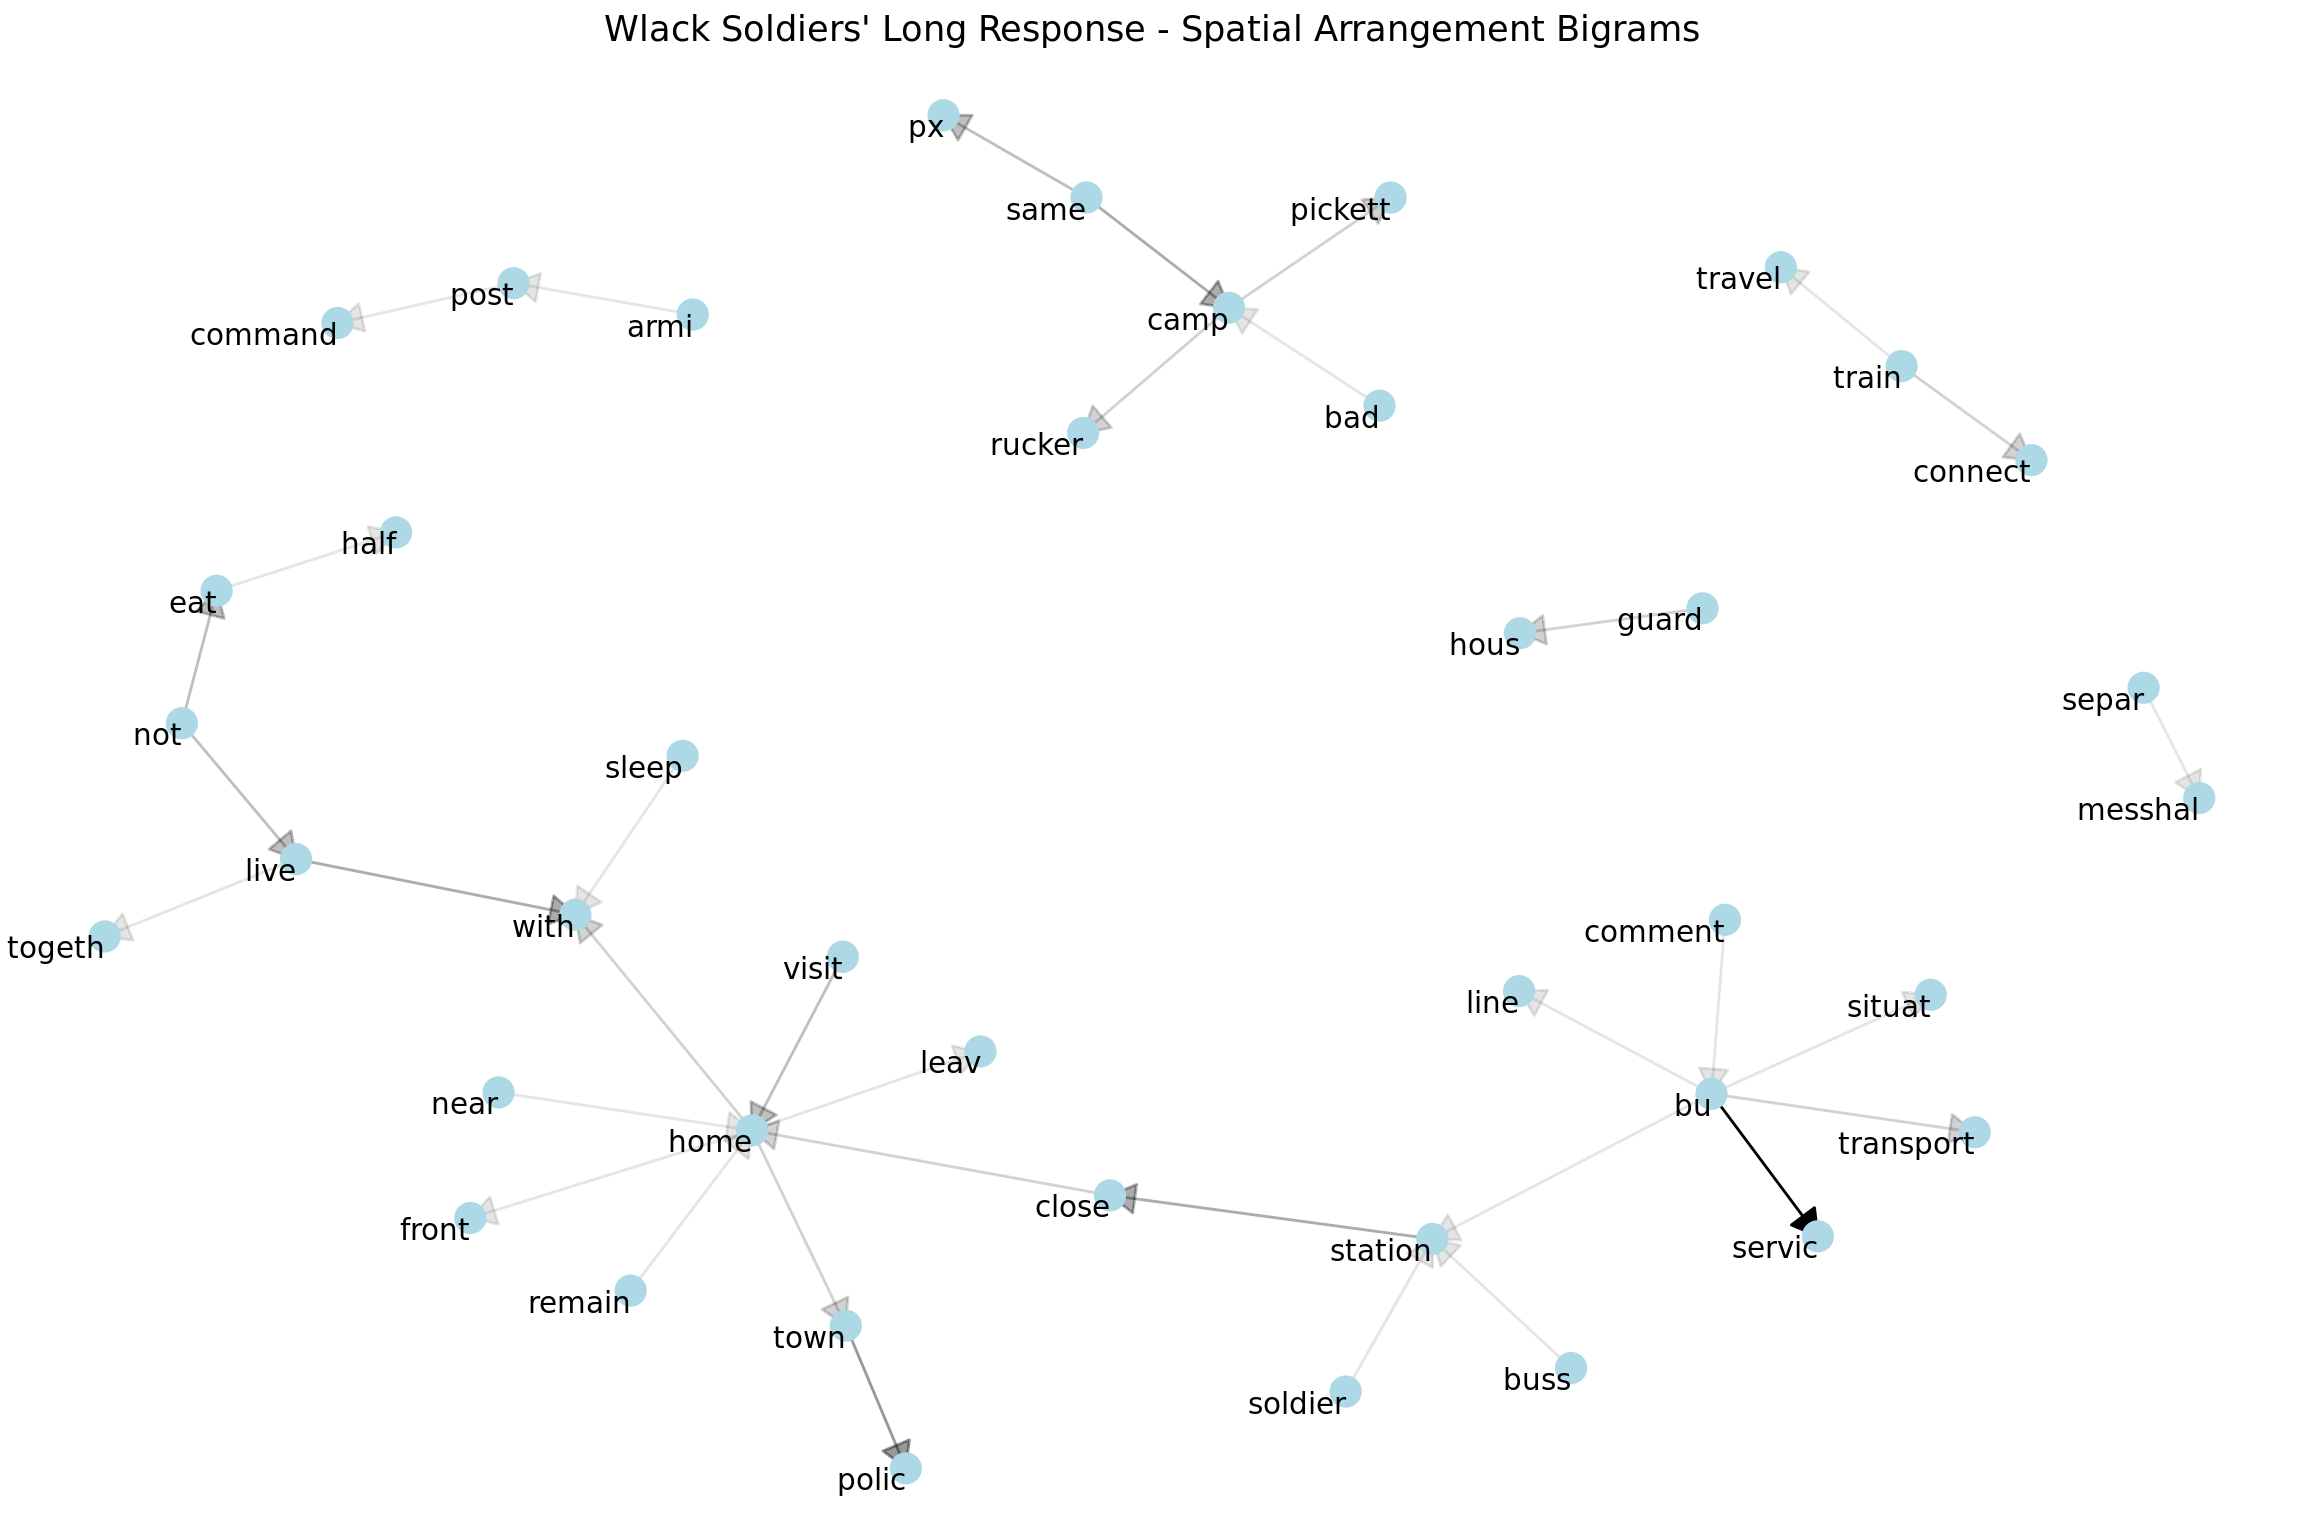 Wlack Soldiers' Long Response - Spatial Arrangement Bigrams
px
same
pickett
travel
post
command
armi
camp
train
bad
rucker
connect
half
eat
hous
guard
separ
not
sleep
messhal
live
with
togeth
comment
visit
line
situat
leav
near
bu
home
transport
close
front
station
servic
remain
town
buss
soldier
polic